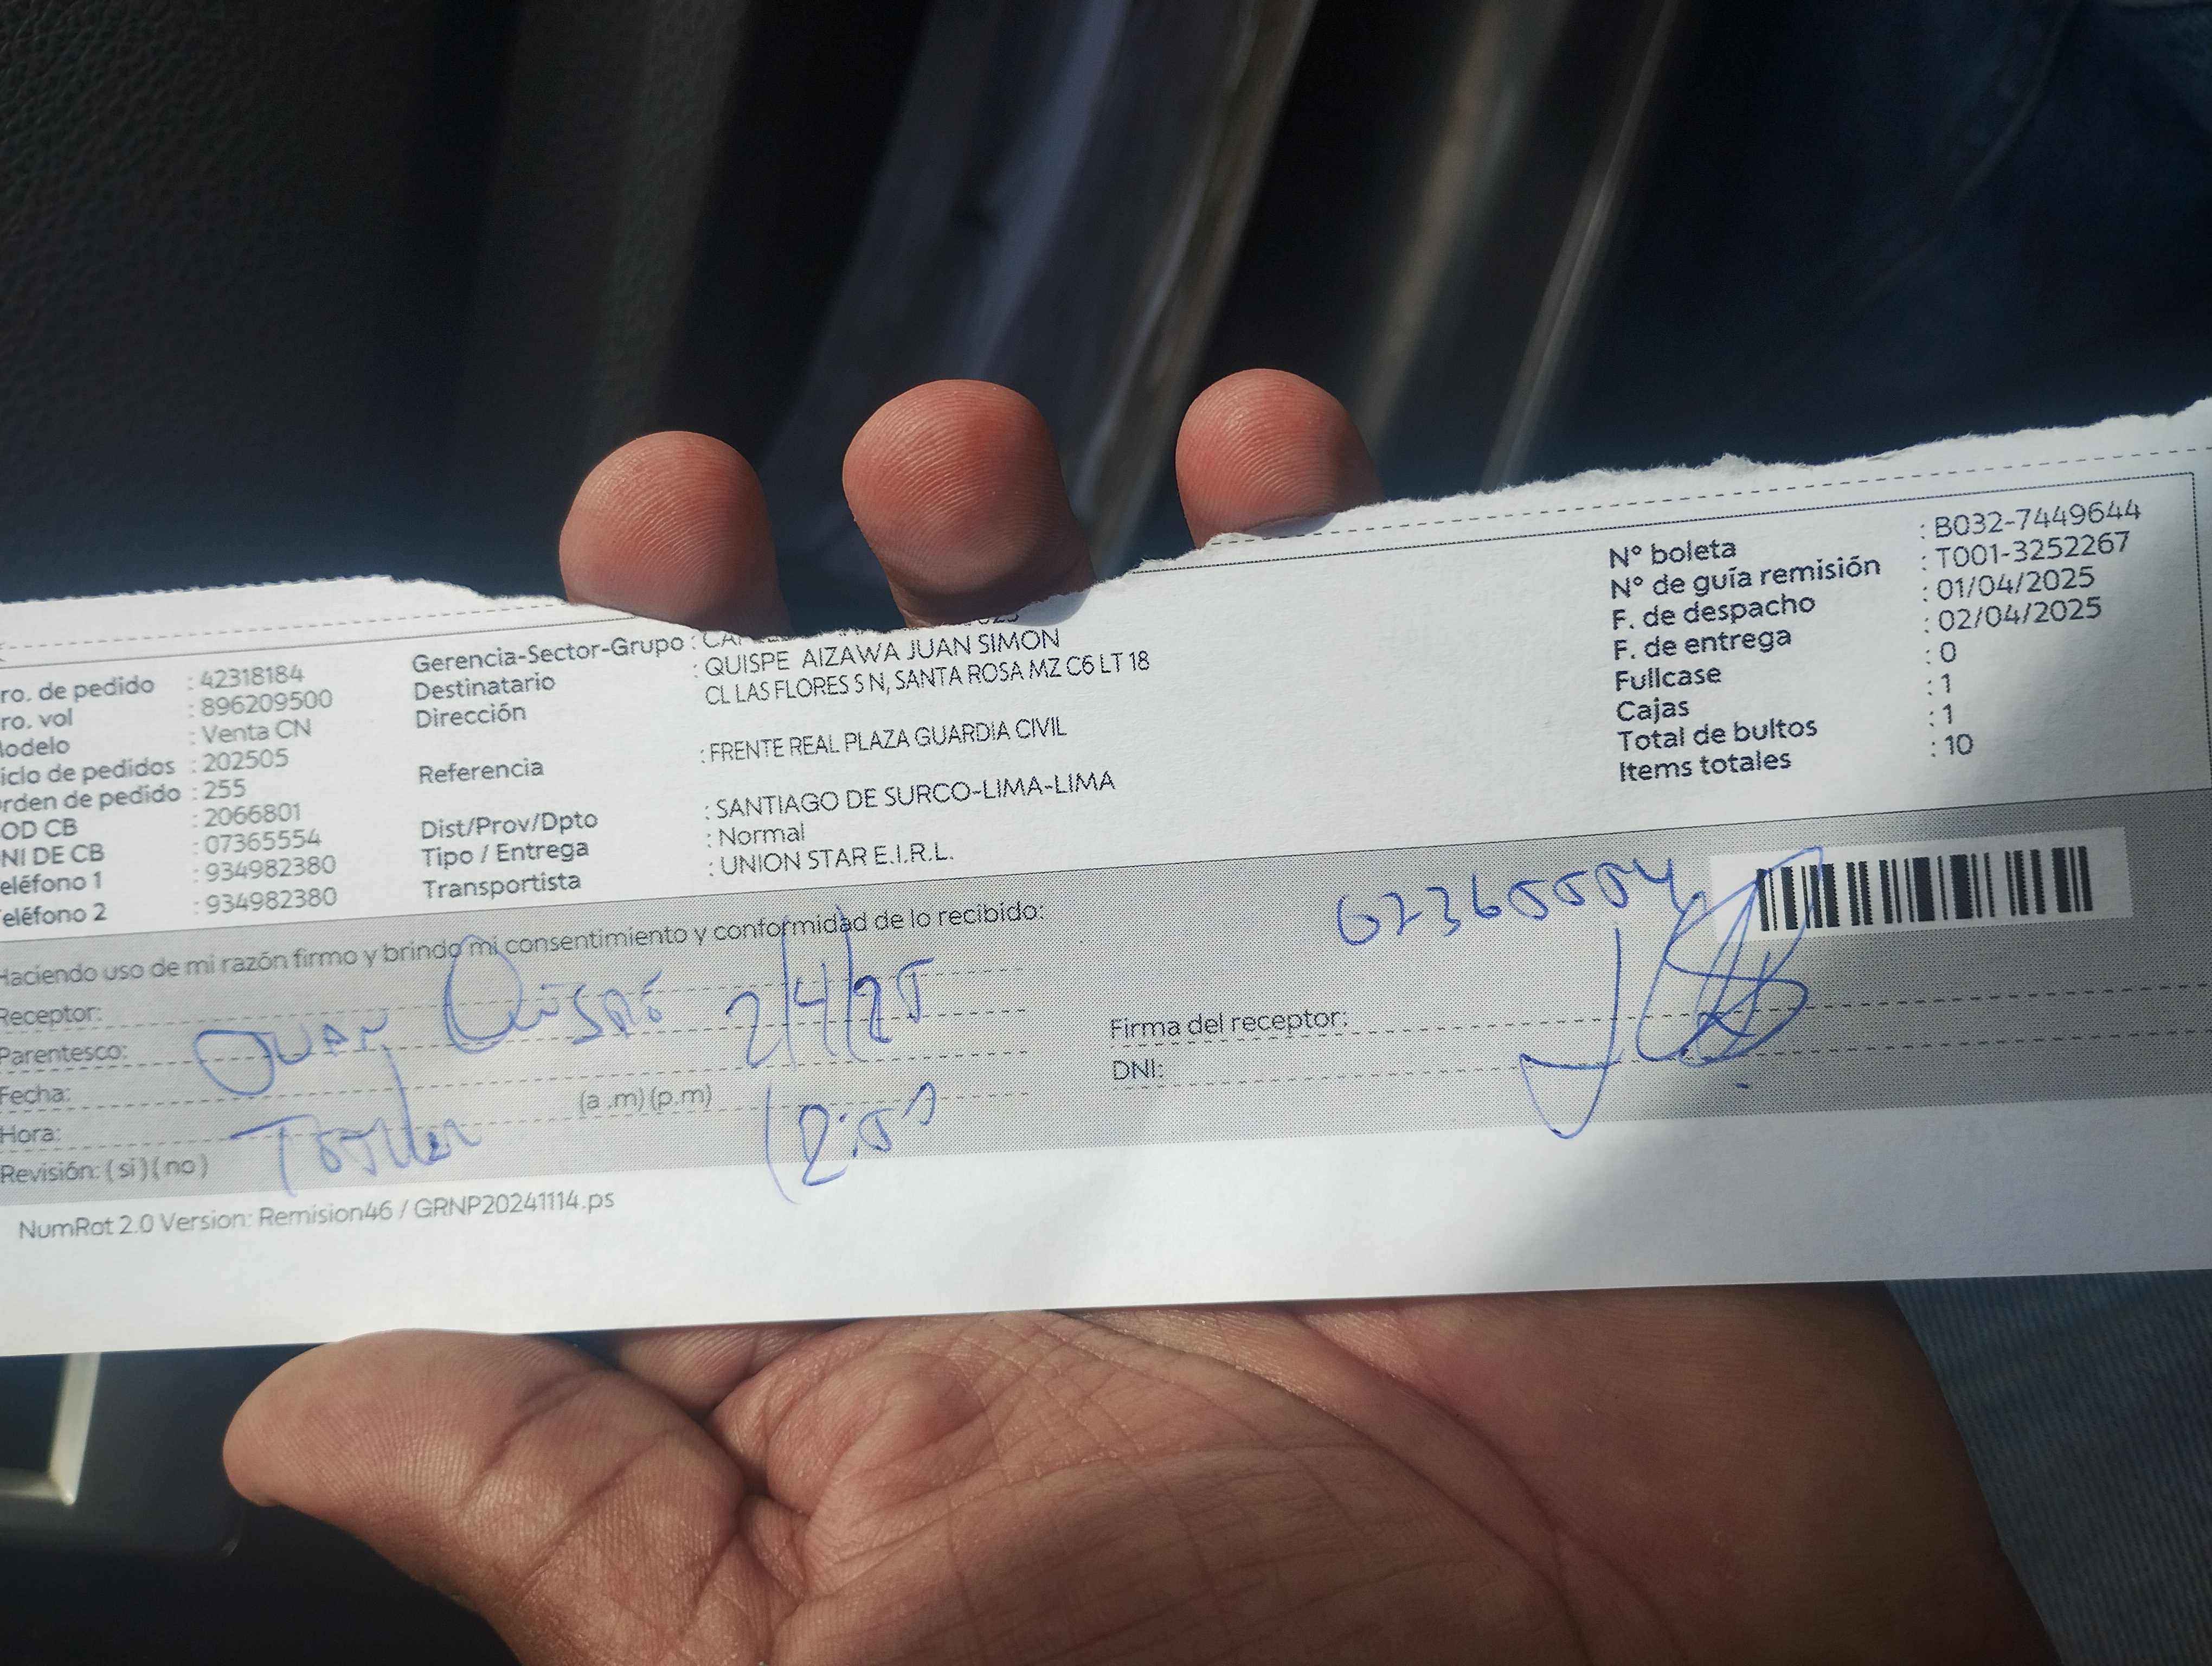 ro. de pedido : 42318184
ro. vol : 896209500
odelo : Venta CN
iclo de pedidos : 202505
rden de pedido : 255
OD CB : 2066801
NI DE CB : 07365554
eléfono 1 : 934982380
eléfono 2 : 934982380
Gerencia-Sector-Grupo :
Destinatario : QUISPE AIZAWA JUAN SIMON
Dirección CL LAS FLORES S N, SANTA ROSA MZ C6 LT 18
Referencia : FRENTE REAL PLAZA GUARDIA CIVIL
Dist/Prov/Dpto : SANTIAGO DE SURCO-LIMA-LIMA
Tipo / Entrega : Normal
Transportista : UNION STAR E.I.R.L.
N° boleta : B032-7449644
N° de guía remisión : T001-3252267
F. de despacho : 01/04/2025
F. de entrega : 02/04/2025
Fullcase : 0
Cajas : 1
Total de bultos : 1
Items totales : 10
Haciendo uso de mi razón firmo y brindo mi consentimiento y conformidad de lo recibido:
Receptor:
Parentesco: JUAN QUISPE 2/4/25
Fecha:
Hora: (a .m) (p.m)
Revisión: ( si ) ( no )
Firma del receptor:
DNI:
NumRot 2.0 Version: Remision46 / GRNP20241114.ps